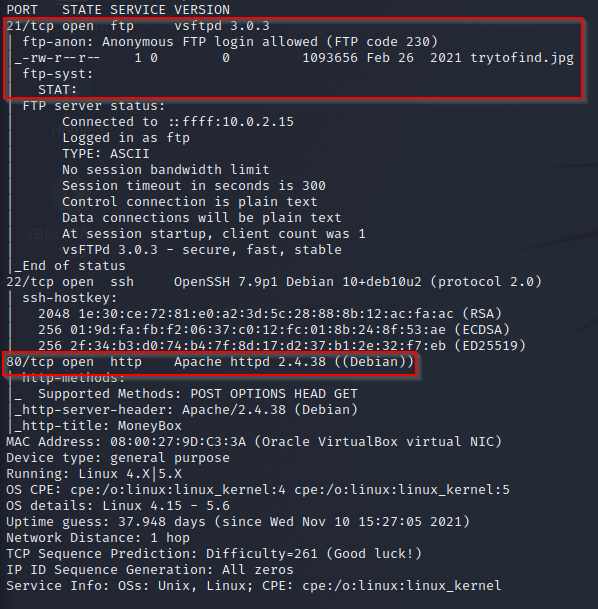 PORT   STATE SERVICE VERSION
21/tcp open  ftp     vsftpd 3.0.3
| ftp-anon: Anonymous FTP login allowed (FTP code 230)
|_-rw-r--r--    1 0        0         1093656 Feb 26  2021 trytofind.jpg
| ftp-syst:
|   STAT:
| FTP server status:
|      Connected to ::ffff:10.0.2.15
|      Logged in as ftp
|      TYPE: ASCII
|      No session bandwidth limit
|      Session timeout in seconds is 300
|      Control connection is plain text
|      Data connections will be plain text
|      At session startup, client count was 1
|      vsFTPd 3.0.3 - secure, fast, stable
|_End of status
22/tcp open  ssh     OpenSSH 7.9p1 Debian 10+deb10u2 (protocol 2.0)
| ssh-hostkey:
|   2048 1e:30:ce:72:81:e0:a2:3d:5c:28:88:8b:12:ac:fa:ac (RSA)
|   256 01:9d:fa:fb:f2:06:37:c0:12:fc:01:8b:24:8f:53:ae (ECDSA)
|_  256 2f:34:b3:d0:74:b4:7f:8d:17:d2:37:b1:2e:32:f7:eb (ED25519)
80/tcp open  http    Apache httpd 2.4.38 ((Debian))
| http-methods:
|_  Supported Methods: POST OPTIONS HEAD GET
|_http-server-header: Apache/2.4.38 (Debian)
|_http-title: MoneyBox
MAC Address: 08:00:27:9D:C3:3A (Oracle VirtualBox virtual NIC)
Device type: general purpose
Running: Linux 4.X|5.X
OS CPE: cpe:/o:linux:linux_kernel:4 cpe:/o:linux:linux_kernel:5
OS details: Linux 4.15 - 5.6
Uptime guess: 37.948 days (since Wed Nov 10 15:27:05 2021)
Network Distance: 1 hop
TCP Sequence Prediction: Difficulty=261 (Good luck!)
IP ID Sequence Generation: All zeros
Service Info: OSs: Unix, Linux; CPE: cpe:/o:linux:linux_kernel